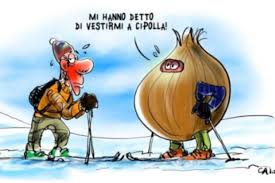 MI HANNO DETTO
DI VESTIRMI A CIPOLLA!